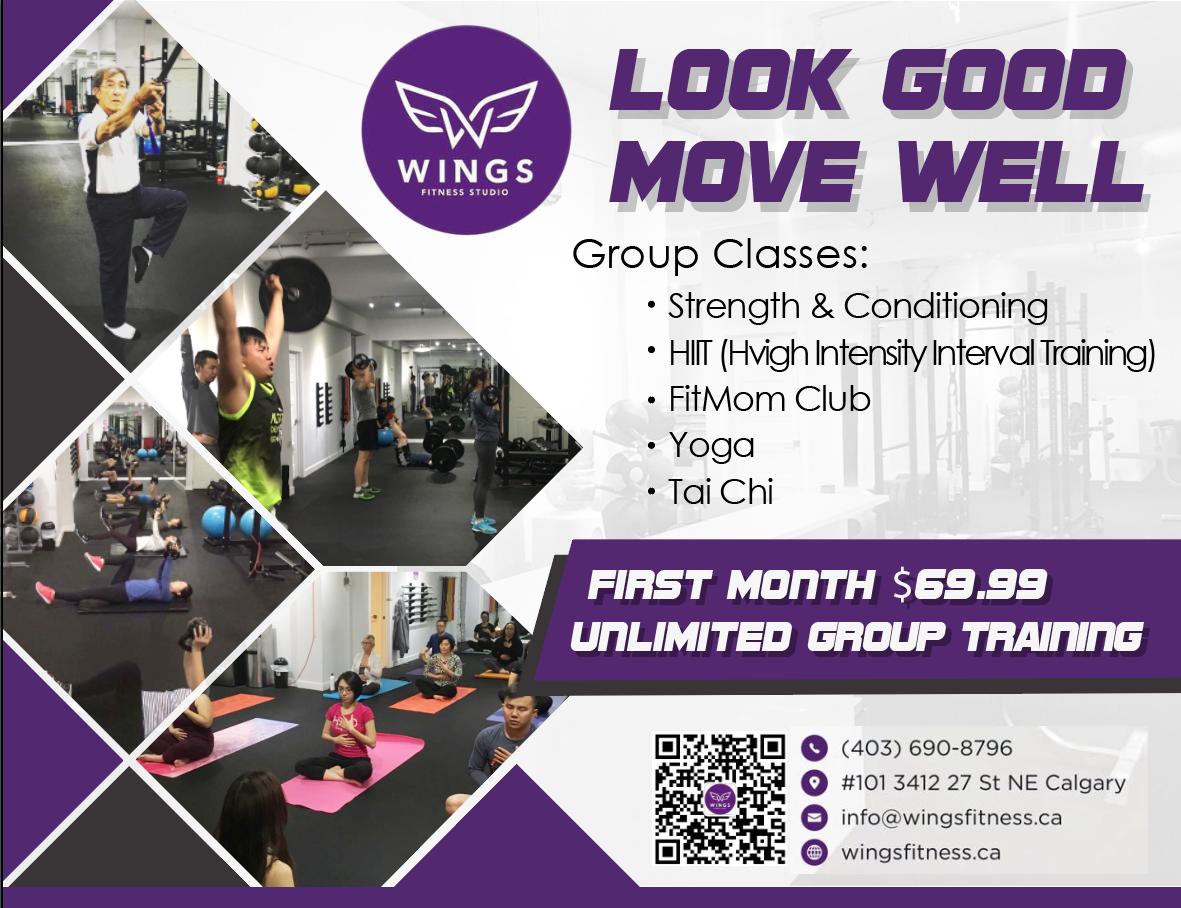 WINGS
FITNESS STUDIO
LOOK GOOD
MOVE WELL
Group Classes:
• Strength & Conditioning
• HIIT (Hvigh Intensity Interval Training)
• FitMom Club
• Yoga
• Tai Chi
FIRST MONTH $69.99
UNLIMITED GROUP TRAINING
WINGS
(403) 690-8796
#101 3412 27 St NE Calgary
info@wingsfitness.ca
wingsfitness.ca